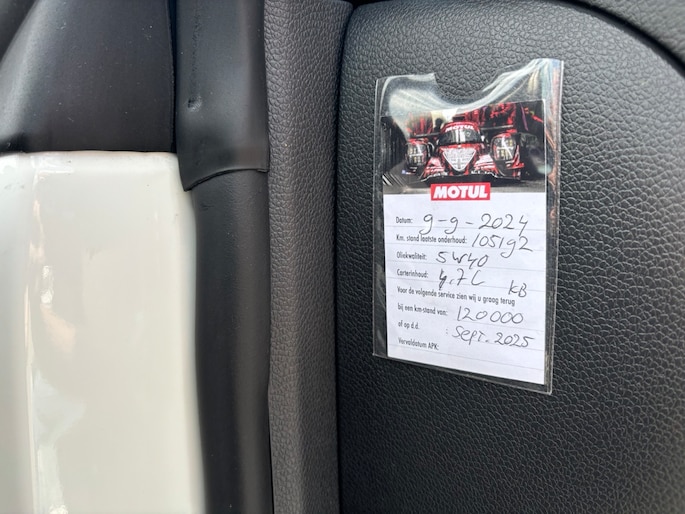 MOTUL
Datum: 9-9-2024
Km. stand laatste onderhoud: 105192
Oliekwaliteit: 5W40
Carterinhoud: 4,7L
KB
Voor de volgende service zien wij u graag terug
bij een km-stand van: 120000
of op d.d. : Sept. 2025
Vervaldatum APK: